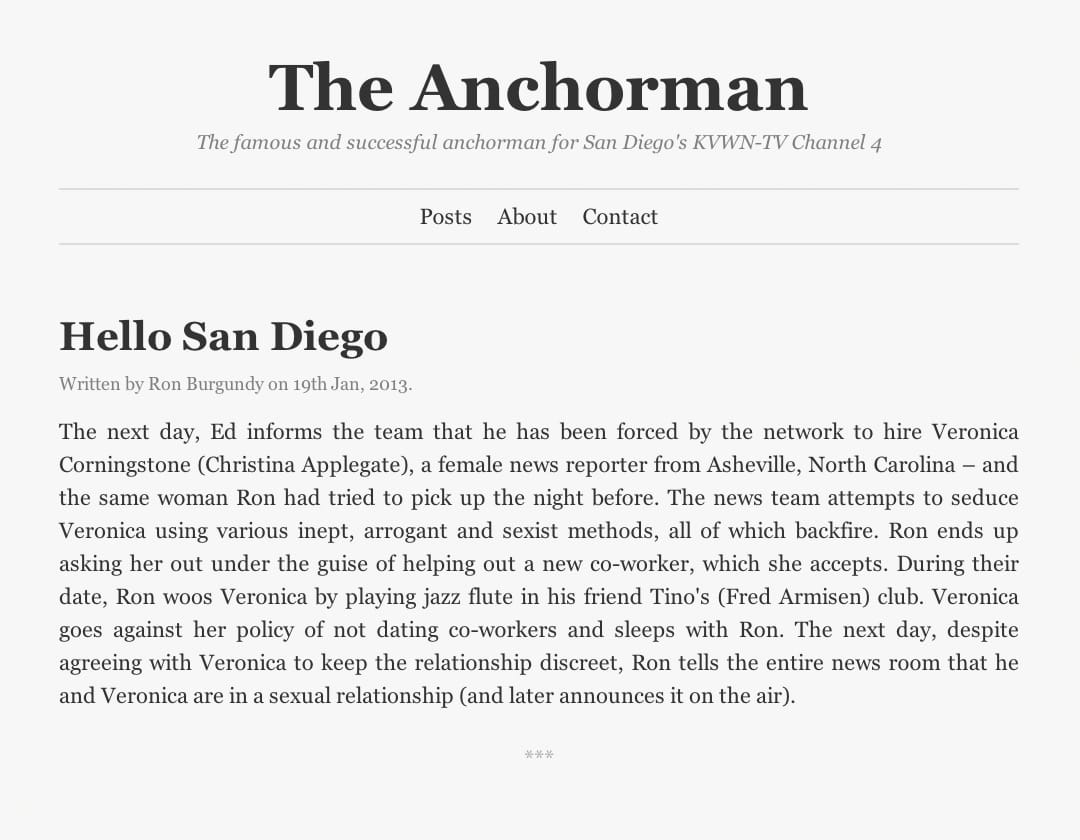 The Anchorman
The famous and successful anchorman for San Diego's KVWN-TV Channel 4
Posts About Contact
Hello San Diego
Written by Ron Burgundy on 19th Jan, 2013.
The next day, Ed informs the team that he has been forced by the network to hire Veronica
Corningstone (Christina Applegate), a female news reporter from Asheville, North Carolina – and
the same woman Ron had tried to pick up the night before. The news team attempts to seduce
Veronica using various inept, arrogant and sexist methods, all of which backfire. Ron ends up
asking her out under the guise of helping out a new co-worker, which she accepts. During their
date, Ron woos Veronica by playing jazz flute in his friend Tino's (Fred Armisen) club. Veronica
goes against her policy of not dating co-workers and sleeps with Ron. The next day, despite
agreeing with Veronica to keep the relationship discreet, Ron tells the entire news room that he
and Veronica are in a sexual relationship (and later announces it on the air).
***